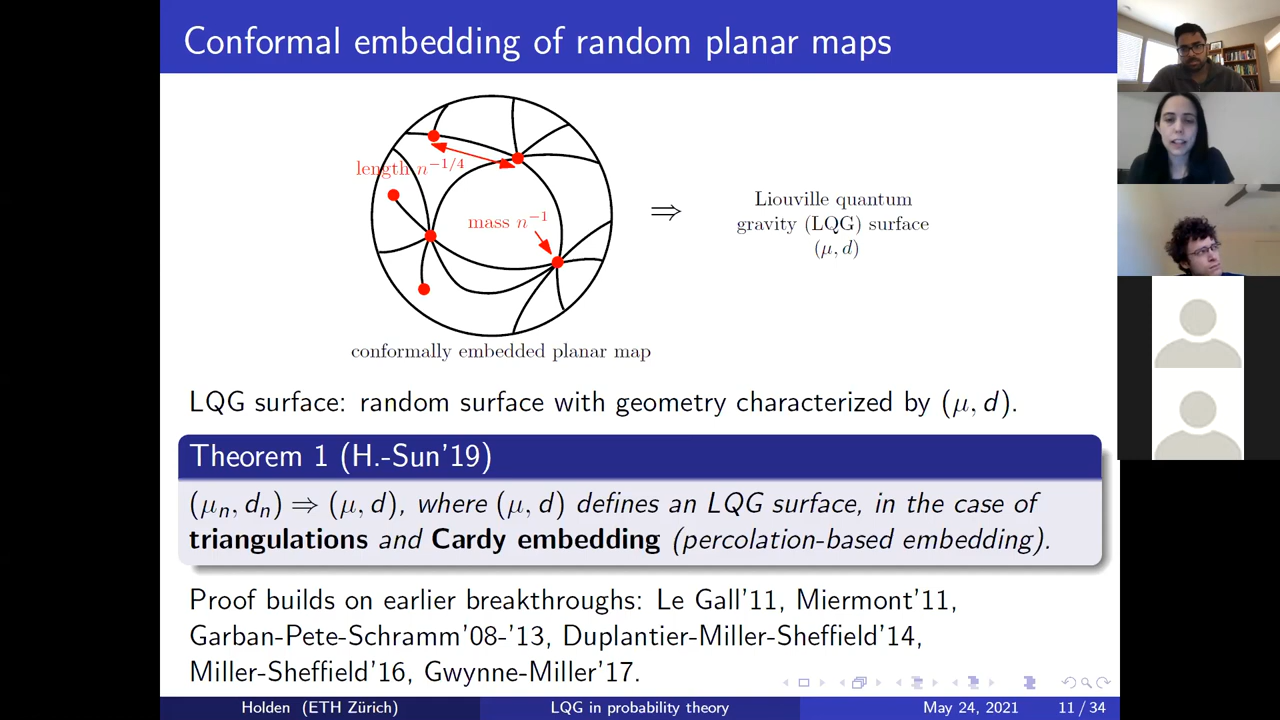 Conformal embedding of random planar maps
length n^{-1/4}
mass n^{-1}
⇒
Liouville quantum
gravity (LQG) surface
(μ, d)
conformally embedded planar map
LQG surface: random surface with geometry characterized by (μ, d).
Theorem 1 (H.-Sun'19)
(μ_n, d_n) ⇒ (μ, d), where (μ, d) defines an LQG surface, in the case of
triangulations and Cardy embedding (percolation-based embedding).
Proof builds on earlier breakthroughs: Le Gall'11, Miermont'11,
Garban-Pete-Schramm'08-'13, Duplantier-Miller-Sheffield'14,
Miller-Sheffield'16, Gwynne-Miller'17.
Holden (ETH Zürich) LQG in probability theory May 24, 2021 11 / 34